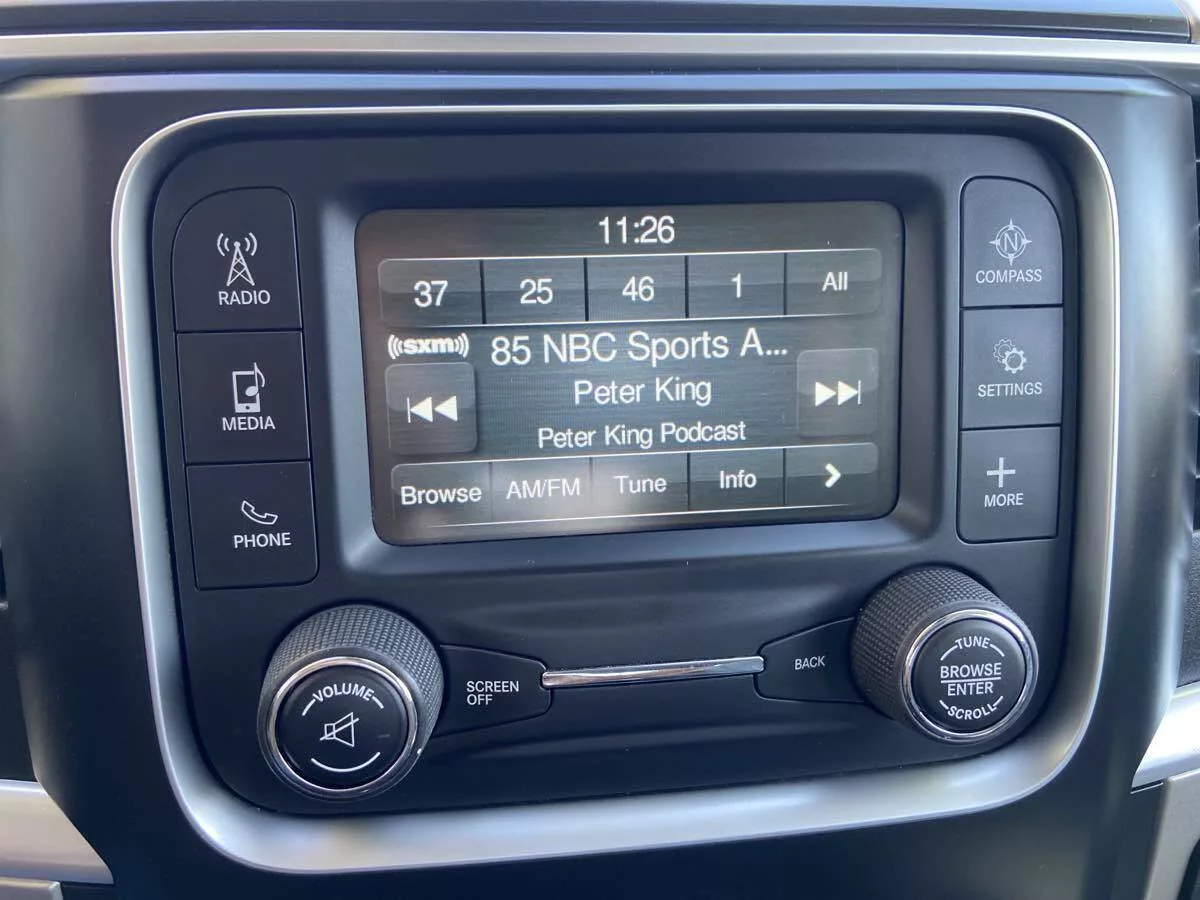 11:26
37 25 46 1 All
((sxm)) 85 NBC Sports A...
Peter King
Peter King Podcast
Browse AM/FM Tune Info
RADIO
MEDIA
PHONE
N
COMPASS
SETTINGS
MORE
VOLUME
SCREEN
OFF
BACK
TUNE
BROWSE
ENTER
SCROLL